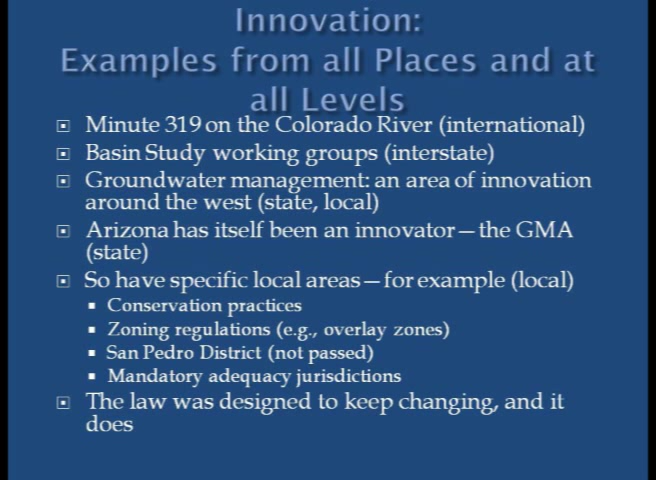 Innovation:
Examples from all Places and at
all Levels
Minute 319 on the Colorado River (international)
Basin Study working groups (interstate)
Groundwater management: an area of innovation
around the west (state, local)
Arizona has itself been an innovator—the GMA
(state)
So have specific local areas—for example (local)
Conservation practices
Zoning regulations (e.g., overlay zones)
San Pedro District (not passed)
Mandatory adequacy jurisdictions
The law was designed to keep changing, and it
does